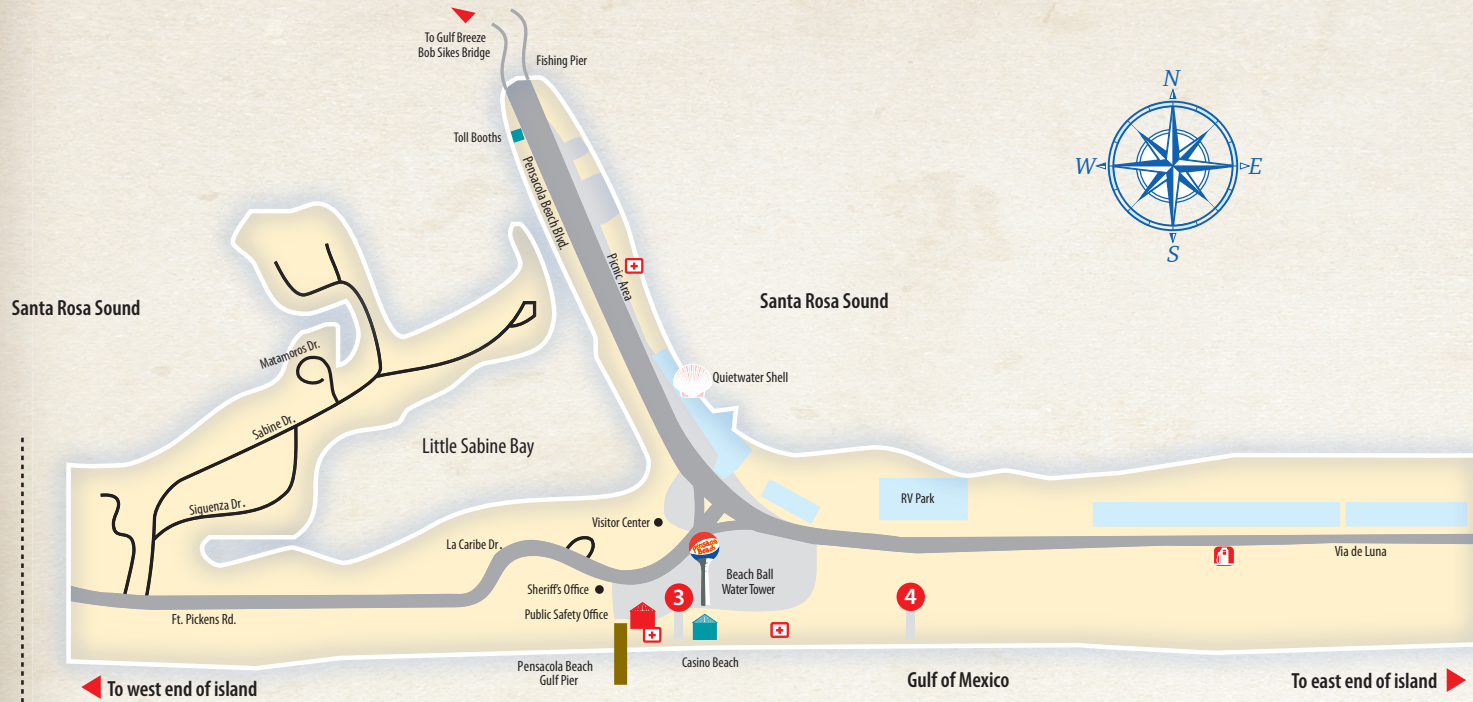 To Gulf Breeze
Bob Sikes Bridge
Fishing Pier
N
W
E
S
Toll Booths
Pensacola Beach Blvd.
Picnic Area
Santa Rosa Sound
Santa Rosa Sound
Matamoros Dr.
Quietwater Shell
Sabine Dr.
Little Sabine Bay
Siquenza Dr.
RV Park
Visitor Center
La Caribe Dr.
Pensacola
Beach
Via de Luna
Beach Ball
Water Tower
Sheriff's Office
3
4
Public Safety Office
Ft. Pickens Rd.
Pensacola Beach
Gulf Pier
Casino Beach
Gulf of Mexico
To west end of island
To east end of island